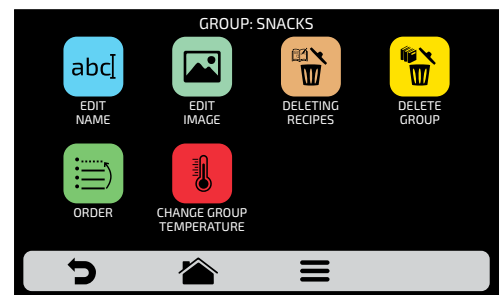 GROUP: SNACKS
abc
EDIT
NAME
EDIT
IMAGE
DELETING
RECIPES
DELETE
GROUP
ORDER
CHANGE GROUP
TEMPERATURE